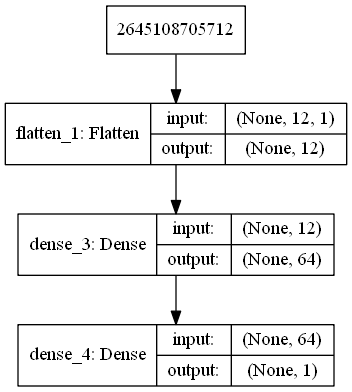 2645108705712
flatten_1: Flatten
input:
(None, 12, 1)
output:
(None, 12)
dense_3: Dense
input:
(None, 12)
output:
(None, 64)
dense_4: Dense
input:
(None, 64)
output:
(None, 1)